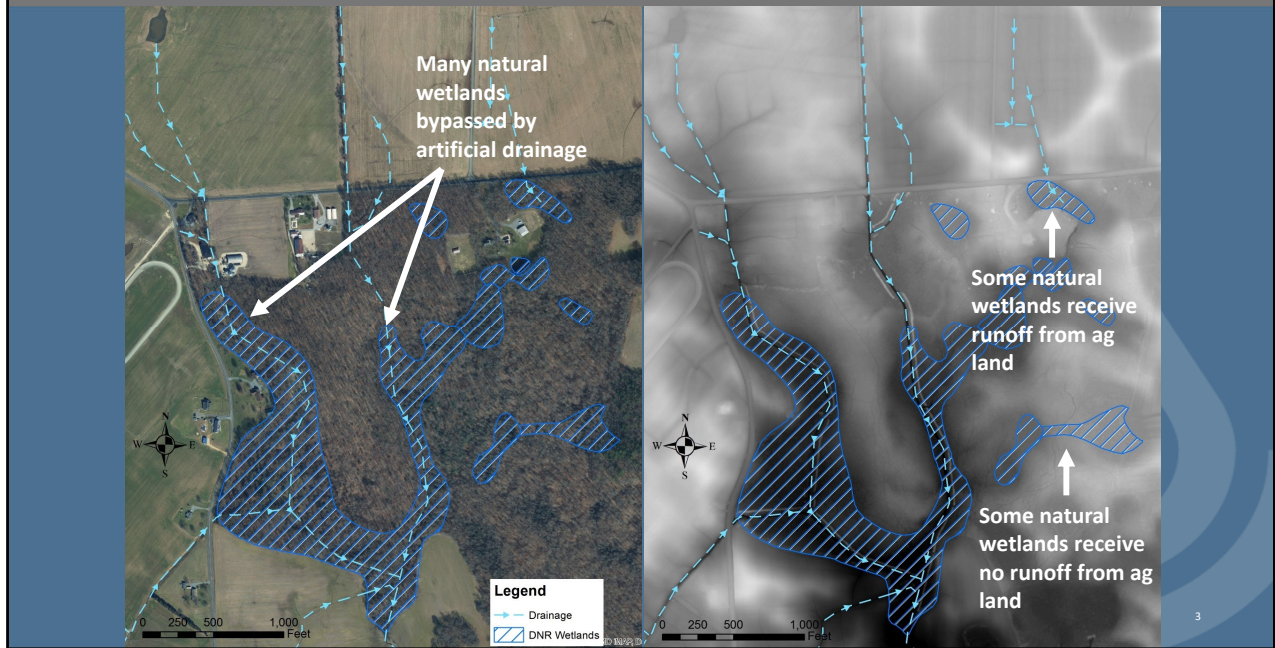 Many natural
wetlands
bypassed by
artificial drainage
N
W E
S
Legend
Drainage
DNR Wetlands
0 250 500 1,000
Feet
Some natural
wetlands receive
runoff from ag
land
N
W E
S
Some natural
wetlands receive
no runoff from ag
land
0 250 500 1,000
Feet
3